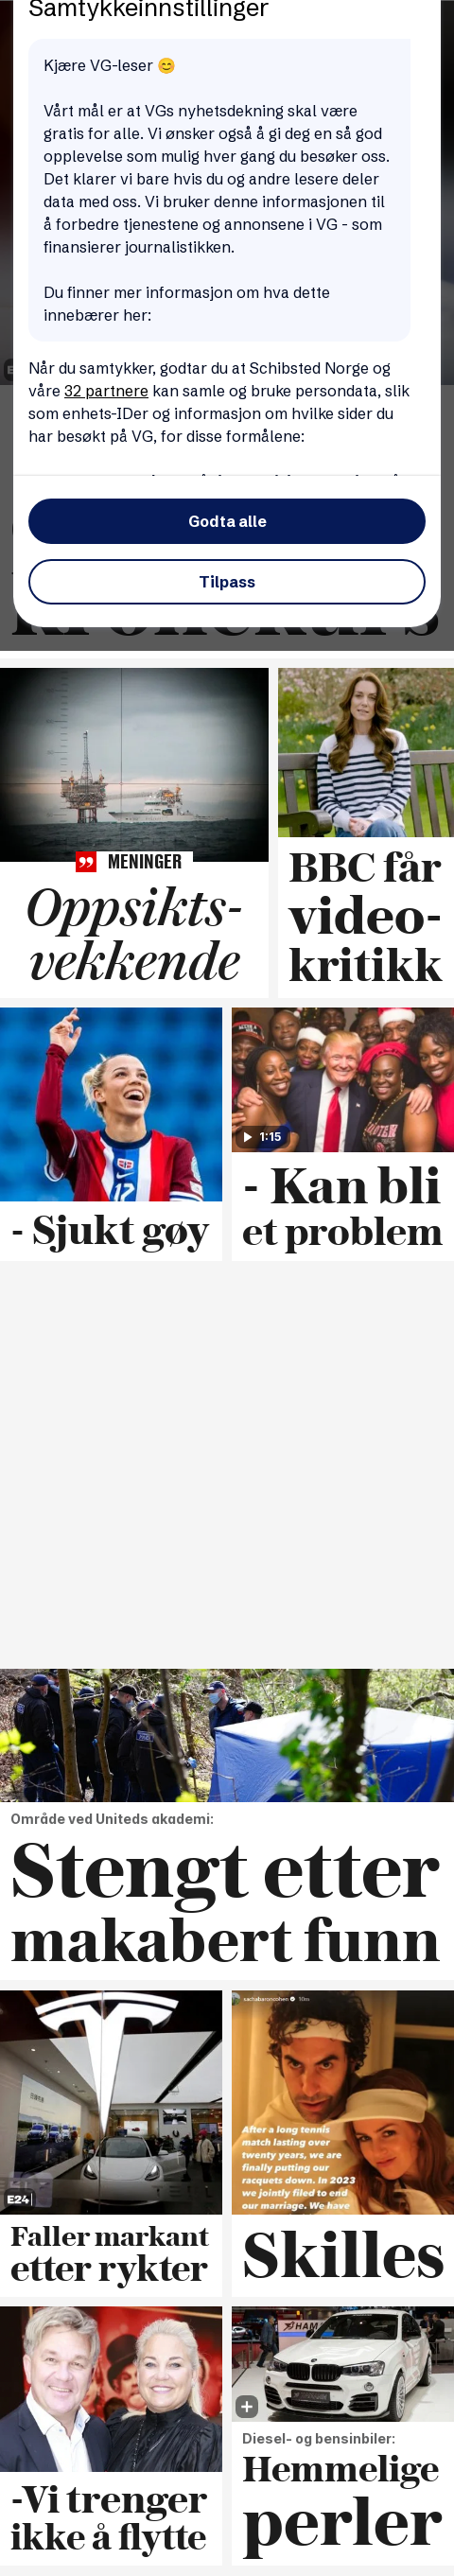 Samtykkeinnstillinger
Kjære VG-leser 😊
Vårt mål er at VGs nyhetsdekning skal være
gratis for alle. Vi ønsker også å gi deg en så god
opplevelse som mulig hver gang du besøker oss.
Det klarer vi bare hvis du og andre lesere deler
data med oss. Vi bruker denne informasjonen til
å forbedre tjenestene og annonsene i VG - som
finansierer journalistikken.
Du finner mer informasjon om hva dette
innebærer her:
Når du samtykker, godtar du at Schibsted Norge og
våre 32 partnere kan samle og bruke persondata, slik
som enhets-IDer og informasjon om hvilke sider du
har besøkt på VG, for disse formålene:
Godta alle
Tilpass
MENINGER
Oppsikts-
vekkende
BBC får
video-
kritikk
17
- Sjukt gøy
1:15
- Kan bli
et problem
Område ved Uniteds akademi:
Stengt etter
makabert funn
E24
Faller markant
etter rykter
sachabaroncohen
After a long tennis
match lasting over
twenty years, we are
finally putting our
racquets down. In 2023
we jointly filed to end
our marriage. We have
Skilles
-Vi trenger
ikke å flytte
HAM
Diesel- og bensinbiler:
Hemmelige
perler